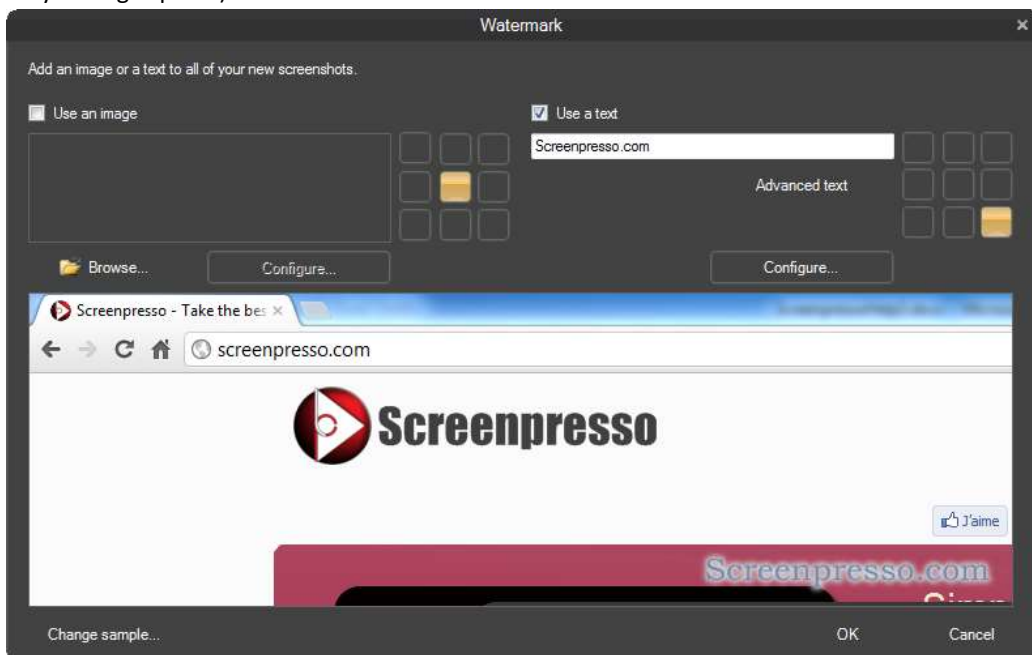 Watermark
Add an image or a text to all of your new screenshots.
Use an image
Use a text
Screenpresso.com
Advanced text
Browse...
Configure...
Configure...
Screenpresso - Take the bes
screenpresso.com
Screenpresso
J'aime
Screenpresso.com
Change sample...
OK
Cancel